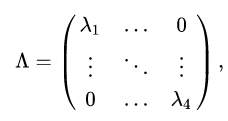 Λ = ( λ₁ … 0
⋮ ⋱ ⋮
0 … λ₄ ) ,